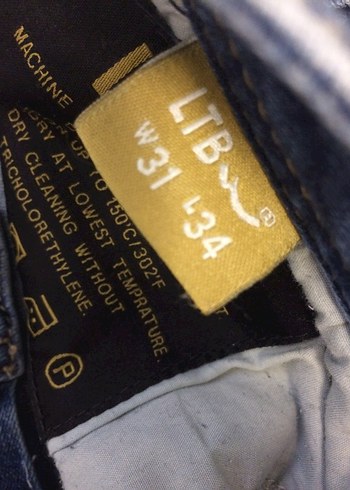 LTB®
W31 L34
MACHINE
UP TO 150°C/302°F
DRY AT LOWEST TEMPRATURE.
DRY CLEANING WITHOUT
TRICHOLORETHYLENE.
P